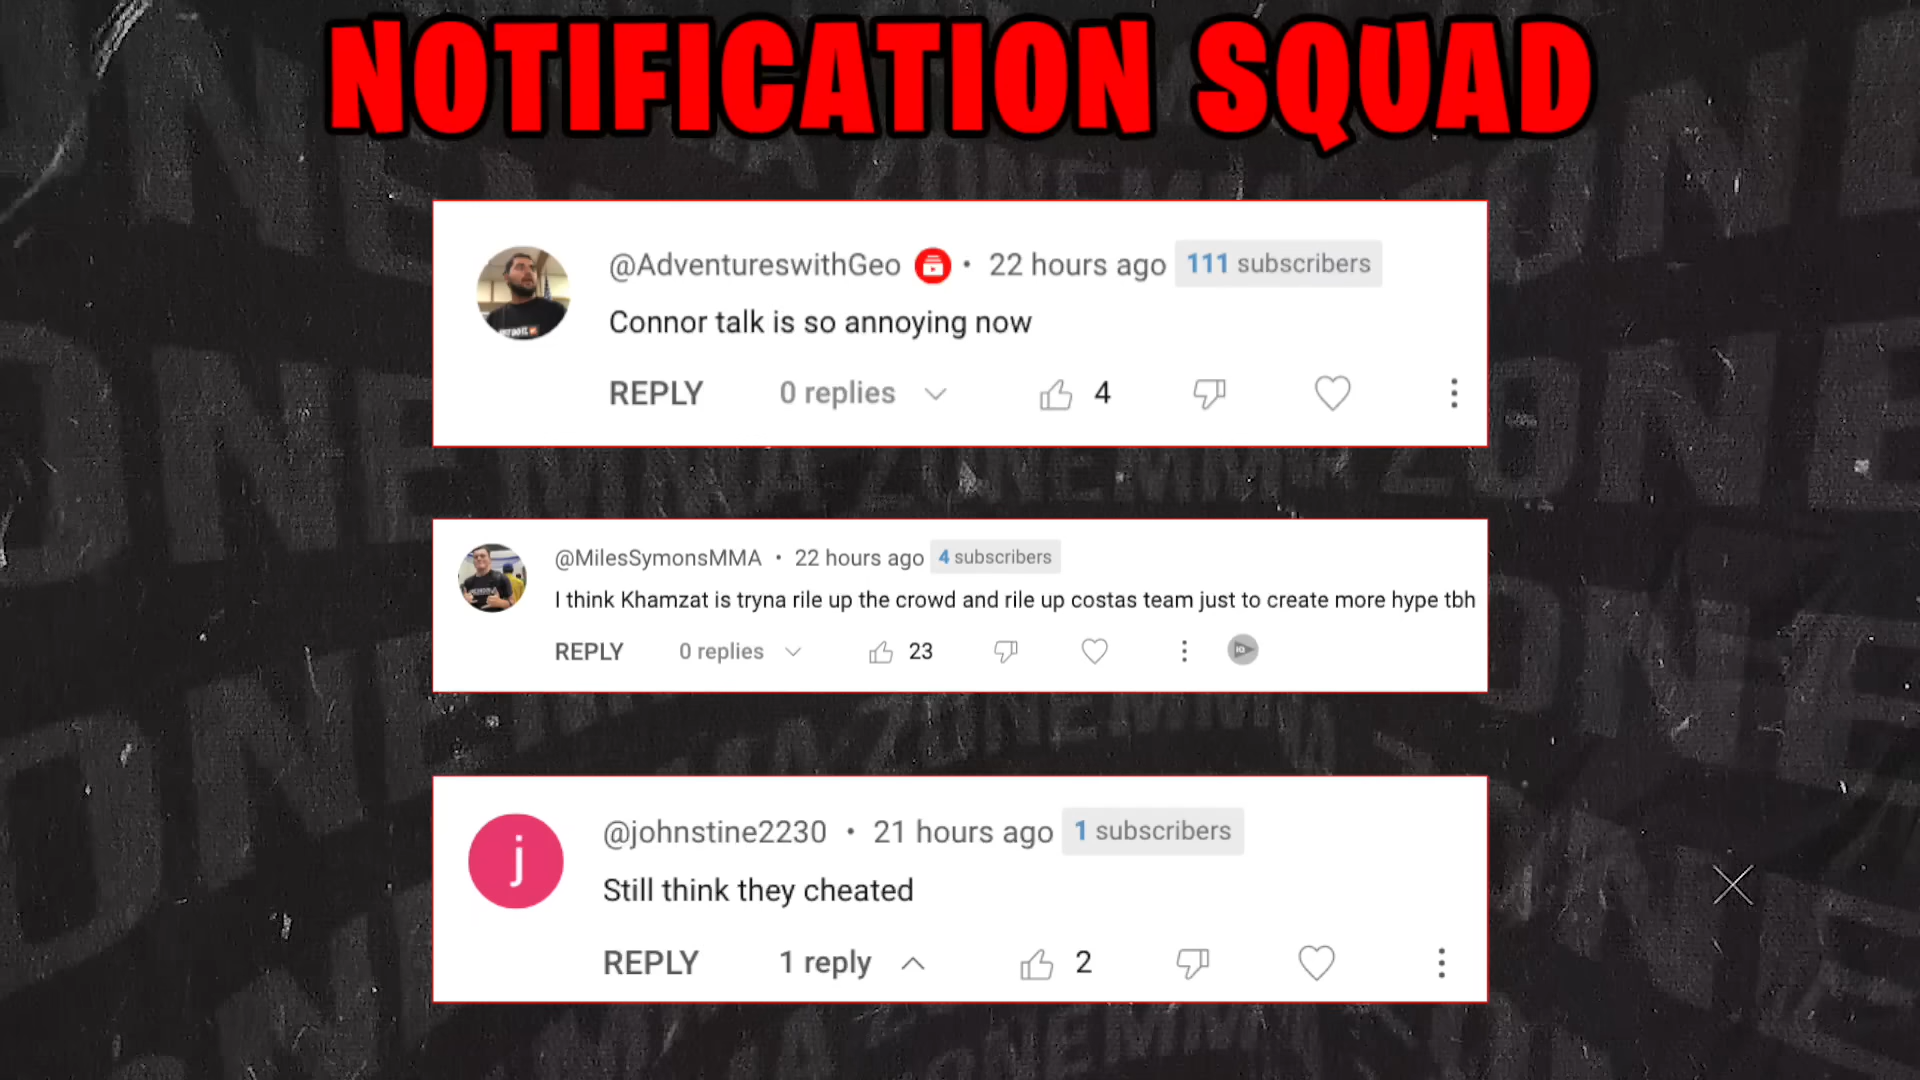 NOTIFICATION SQUAD
@AdventureswithGeo • 22 hours ago 111 subscribers
Connor talk is so annoying now
REPLY 0 replies 4
@MilesSymonsMMA • 22 hours ago 4 subscribers
I think Khamzat is tryna rile up the crowd and rile up costas team just to create more hype tbh
REPLY 0 replies 23
j
@johnstine2230 • 21 hours ago 1 subscribers
Still think they cheated
REPLY 1 reply 2